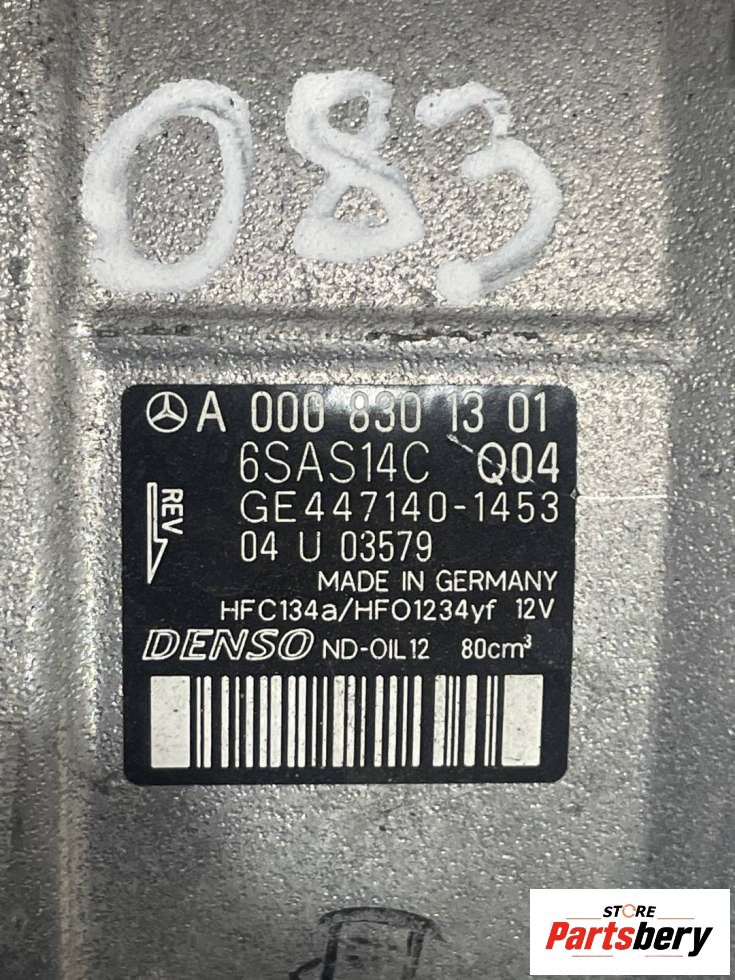 083
A 000 830 13 01
6SAS14C Q04
GE447140-1453
04 U 03579
REV
MADE IN GERMANY
HFC134a/HFO1234yf 12V
DENSO ND-OIL12 80cm³
STORE
Partsbery